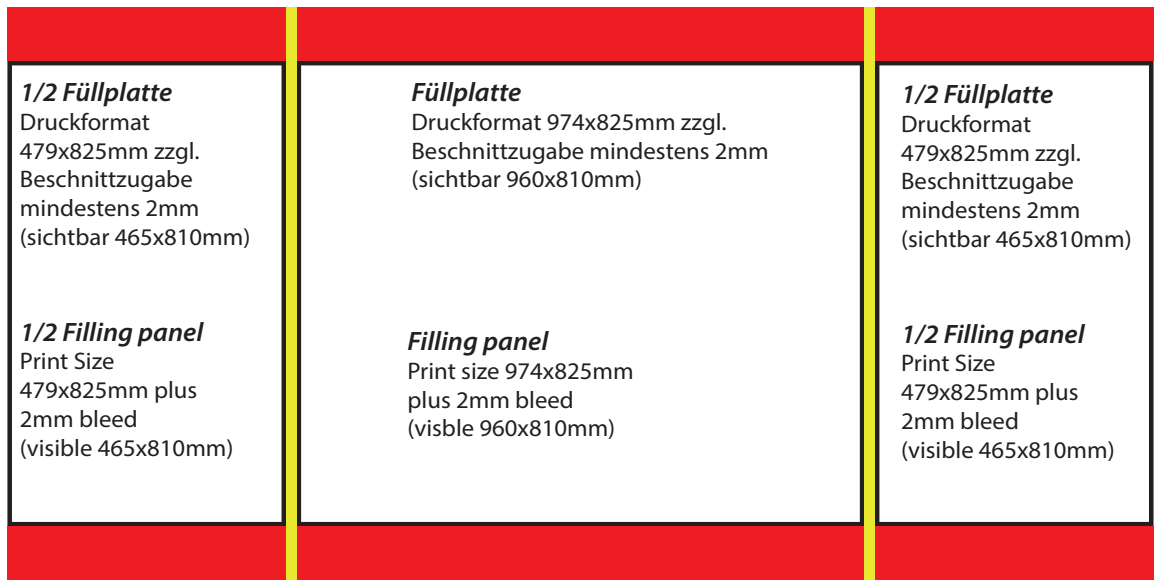 1/2 Füllplatte
Druckformat
479x825mm zzgl.
Beschnittzugabe
mindestens 2mm
(sichtbar 465x810mm)
1/2 Filling panel
Print Size
479x825mm plus
2mm bleed
(visible 465x810mm)
Füllplatte
Druckformat 974x825mm zzgl.
Beschnittzugabe mindestens 2mm
(sichtbar 960x810mm)
Filling panel
Print size 974x825mm
plus 2mm bleed
(visble 960x810mm)
1/2 Füllplatte
Druckformat
479x825mm zzgl.
Beschnittzugabe
mindestens 2mm
(sichtbar 465x810mm)
1/2 Filling panel
Print Size
479x825mm plus
2mm bleed
(visible 465x810mm)